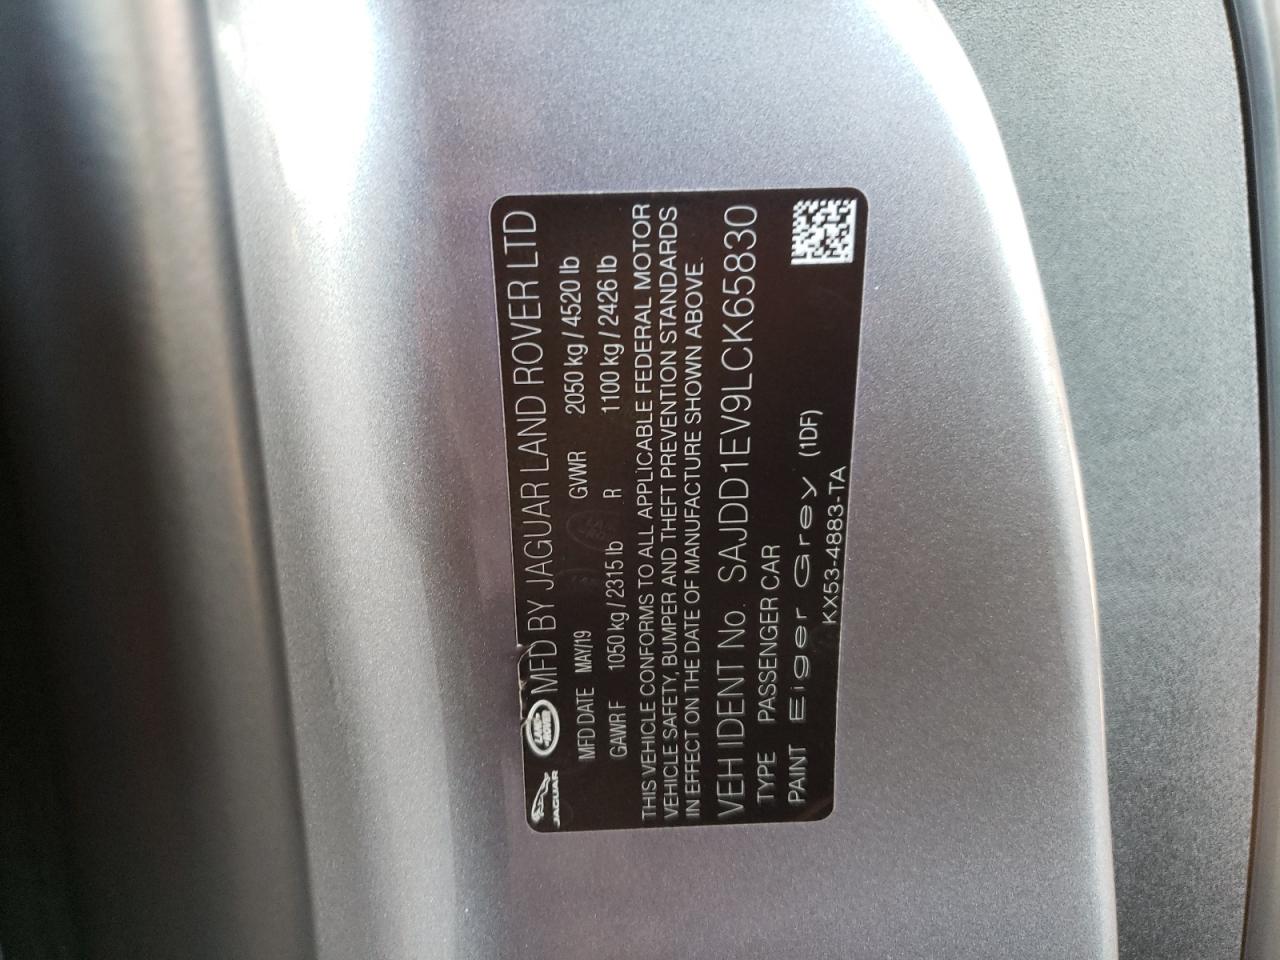 JAGUAR LAND ROVER MFD BY JAGUAR LAND ROVER LTD
MFD DATE MAY/19 GVWR 2050 kg / 4520 lb
GAWR F 1050 kg / 2315 lb R 1100 kg / 2426 lb
THIS VEHICLE CONFORMS TO ALL APPLICABLE FEDERAL MOTOR
VEHICLE SAFETY, BUMPER AND THEFT PREVENTION STANDARDS
IN EFFECT ON THE DATE OF MANUFACTURE SHOWN ABOVE.
VEH IDENT No. SAJDD1EV9LCK65830
TYPE PASSENGER CAR
PAINT Eiger Grey (1DF)
KX53-4883-TA